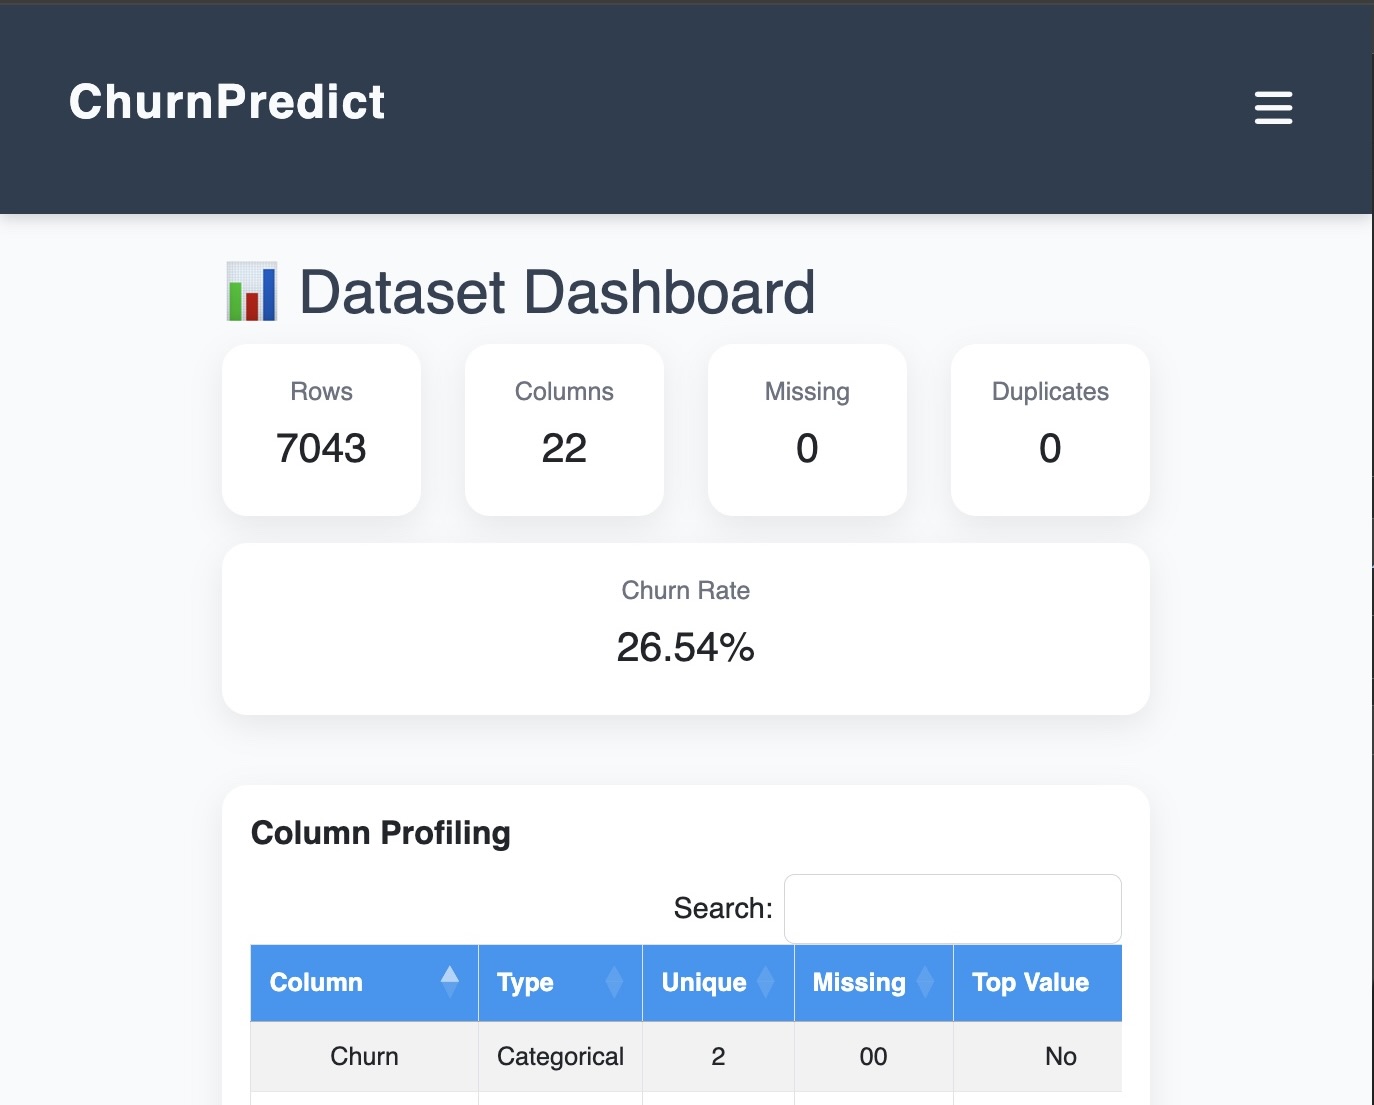 ChurnPredict
Dataset Dashboard
Rows Columns Missing Duplicates
7043 22 0 0
Churn Rate
26.54%
Column Profiling
Search:
Column Type Unique Missing Top Value
Churn Categorical 2 00 No